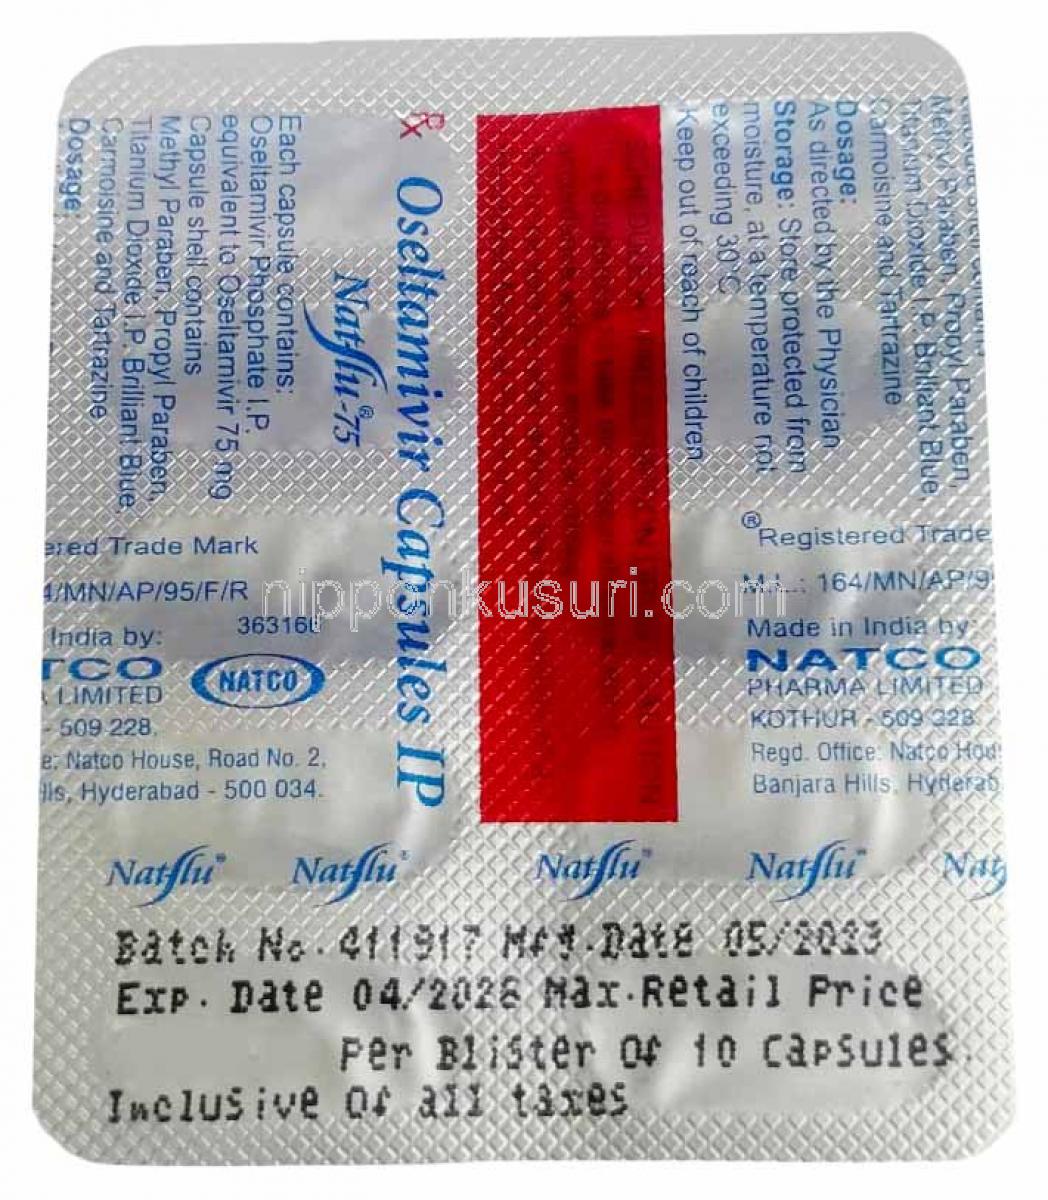 Rx Oseltamivir Capsules IP
Natflu®-75
Each capsule contains:
Oseltamivir Phosphate I.P.
equivalent to Oseltamivir 75 mg
Capsule shell contains
Methyl Paraben, Propyl Paraben,
Titanium Dioxide I.P. Brilliant Blue,
Carmoisine and Tartrazine
Dosage:
Methyl Paraben, Propyl Paraben,
Titanium Dioxide I.P. Brilliant Blue,
Carmoisine and Tartrazine
Dosage:
As directed by the Physician
Storage: Store protected from
moisture, at a temperature not
exceeding 30°C
Keep out of reach of children
ered Trade Mark
4/MN/AP/95/F/R
363166
India by:
TCO
NATCO
LIMITED
- 509 228,
e: Natco House, Road No. 2,
lls, Hyderabad - 500 034.
®Registered Trade
M.L.: 164/MN/AP/9
Made in India by:
NATCO
PHARMA LIMITED
KOTHUR - 509 228
Regd. Office: Natco Hou
Banjara Hills, Hyderab
nipponkusuri.com
Natflu® Natflu® Natflu® Natflu® Natf
Batch No. 411917 Mfg.Date 05/2023
Exp. Date 04/2026 Max.Retail Price
Per Blister Of 10 Capsules.
Inclusive Of all taxes